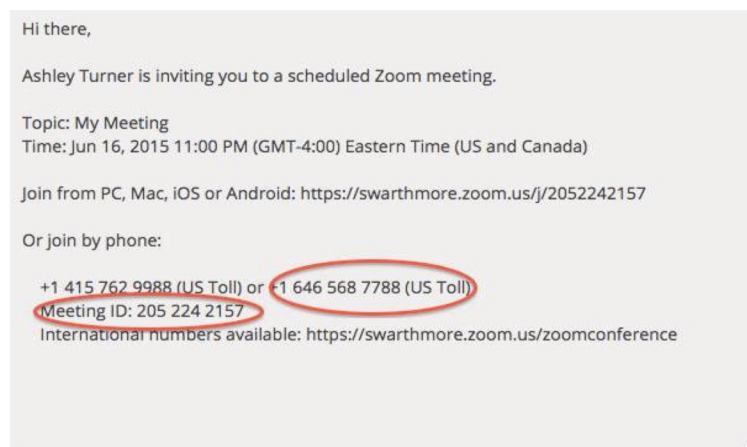 Hi there,
Ashley Turner is inviting you to a scheduled Zoom meeting.
Topic: My Meeting
Time: Jun 16, 2015 11:00 PM (GMT-4:00) Eastern Time (US and Canada)
Join from PC, Mac, iOS or Android: https://swarthmore.zoom.us/j/2052242157
Or join by phone:
+1 415 762 9988 (US Toll) or +1 646 568 7788 (US Toll)
Meeting ID: 205 224 2157
International numbers available: https://swarthmore.zoom.us/zoomconference